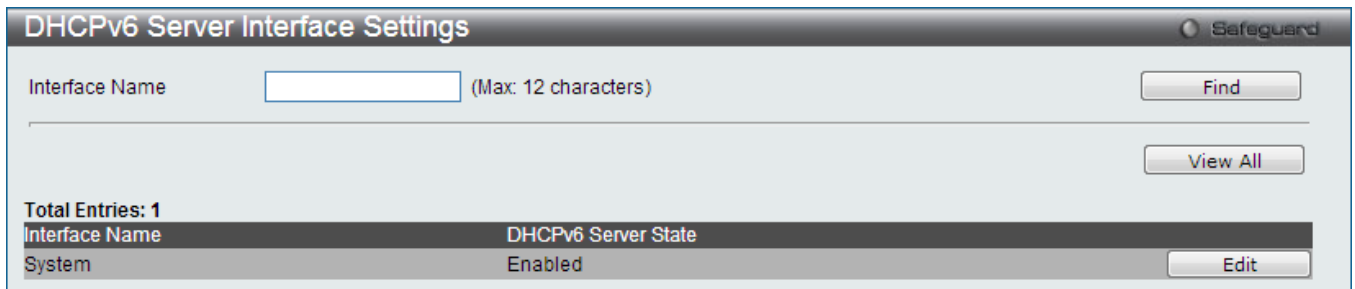 DHCPv6 Server Interface Settings
Safeguard
Interface Name (Max: 12 characters) Find
View All
Total Entries: 1
Interface Name DHCPv6 Server State
System Enabled Edit